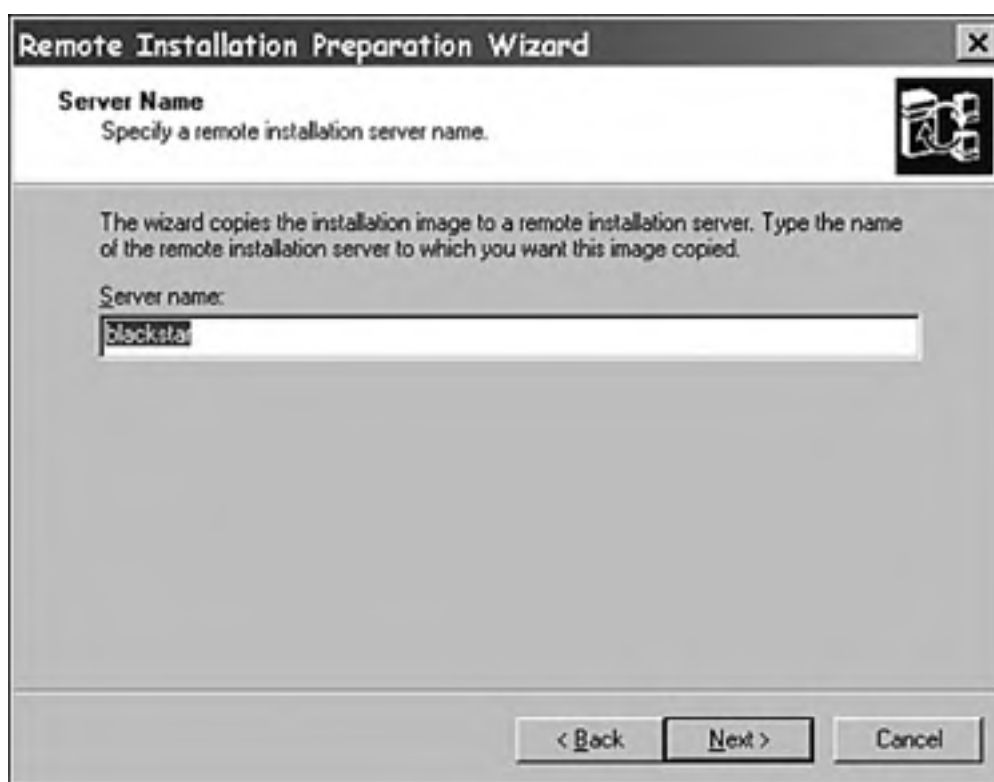 Remote Installation Preparation Wizard
Server Name
Specify a remote installation server name.
The wizard copies the installation image to a remote installation server. Type the name
of the remote installation server to which you want this image copied.
Server name:
blackstar
< Back
Next >
Cancel